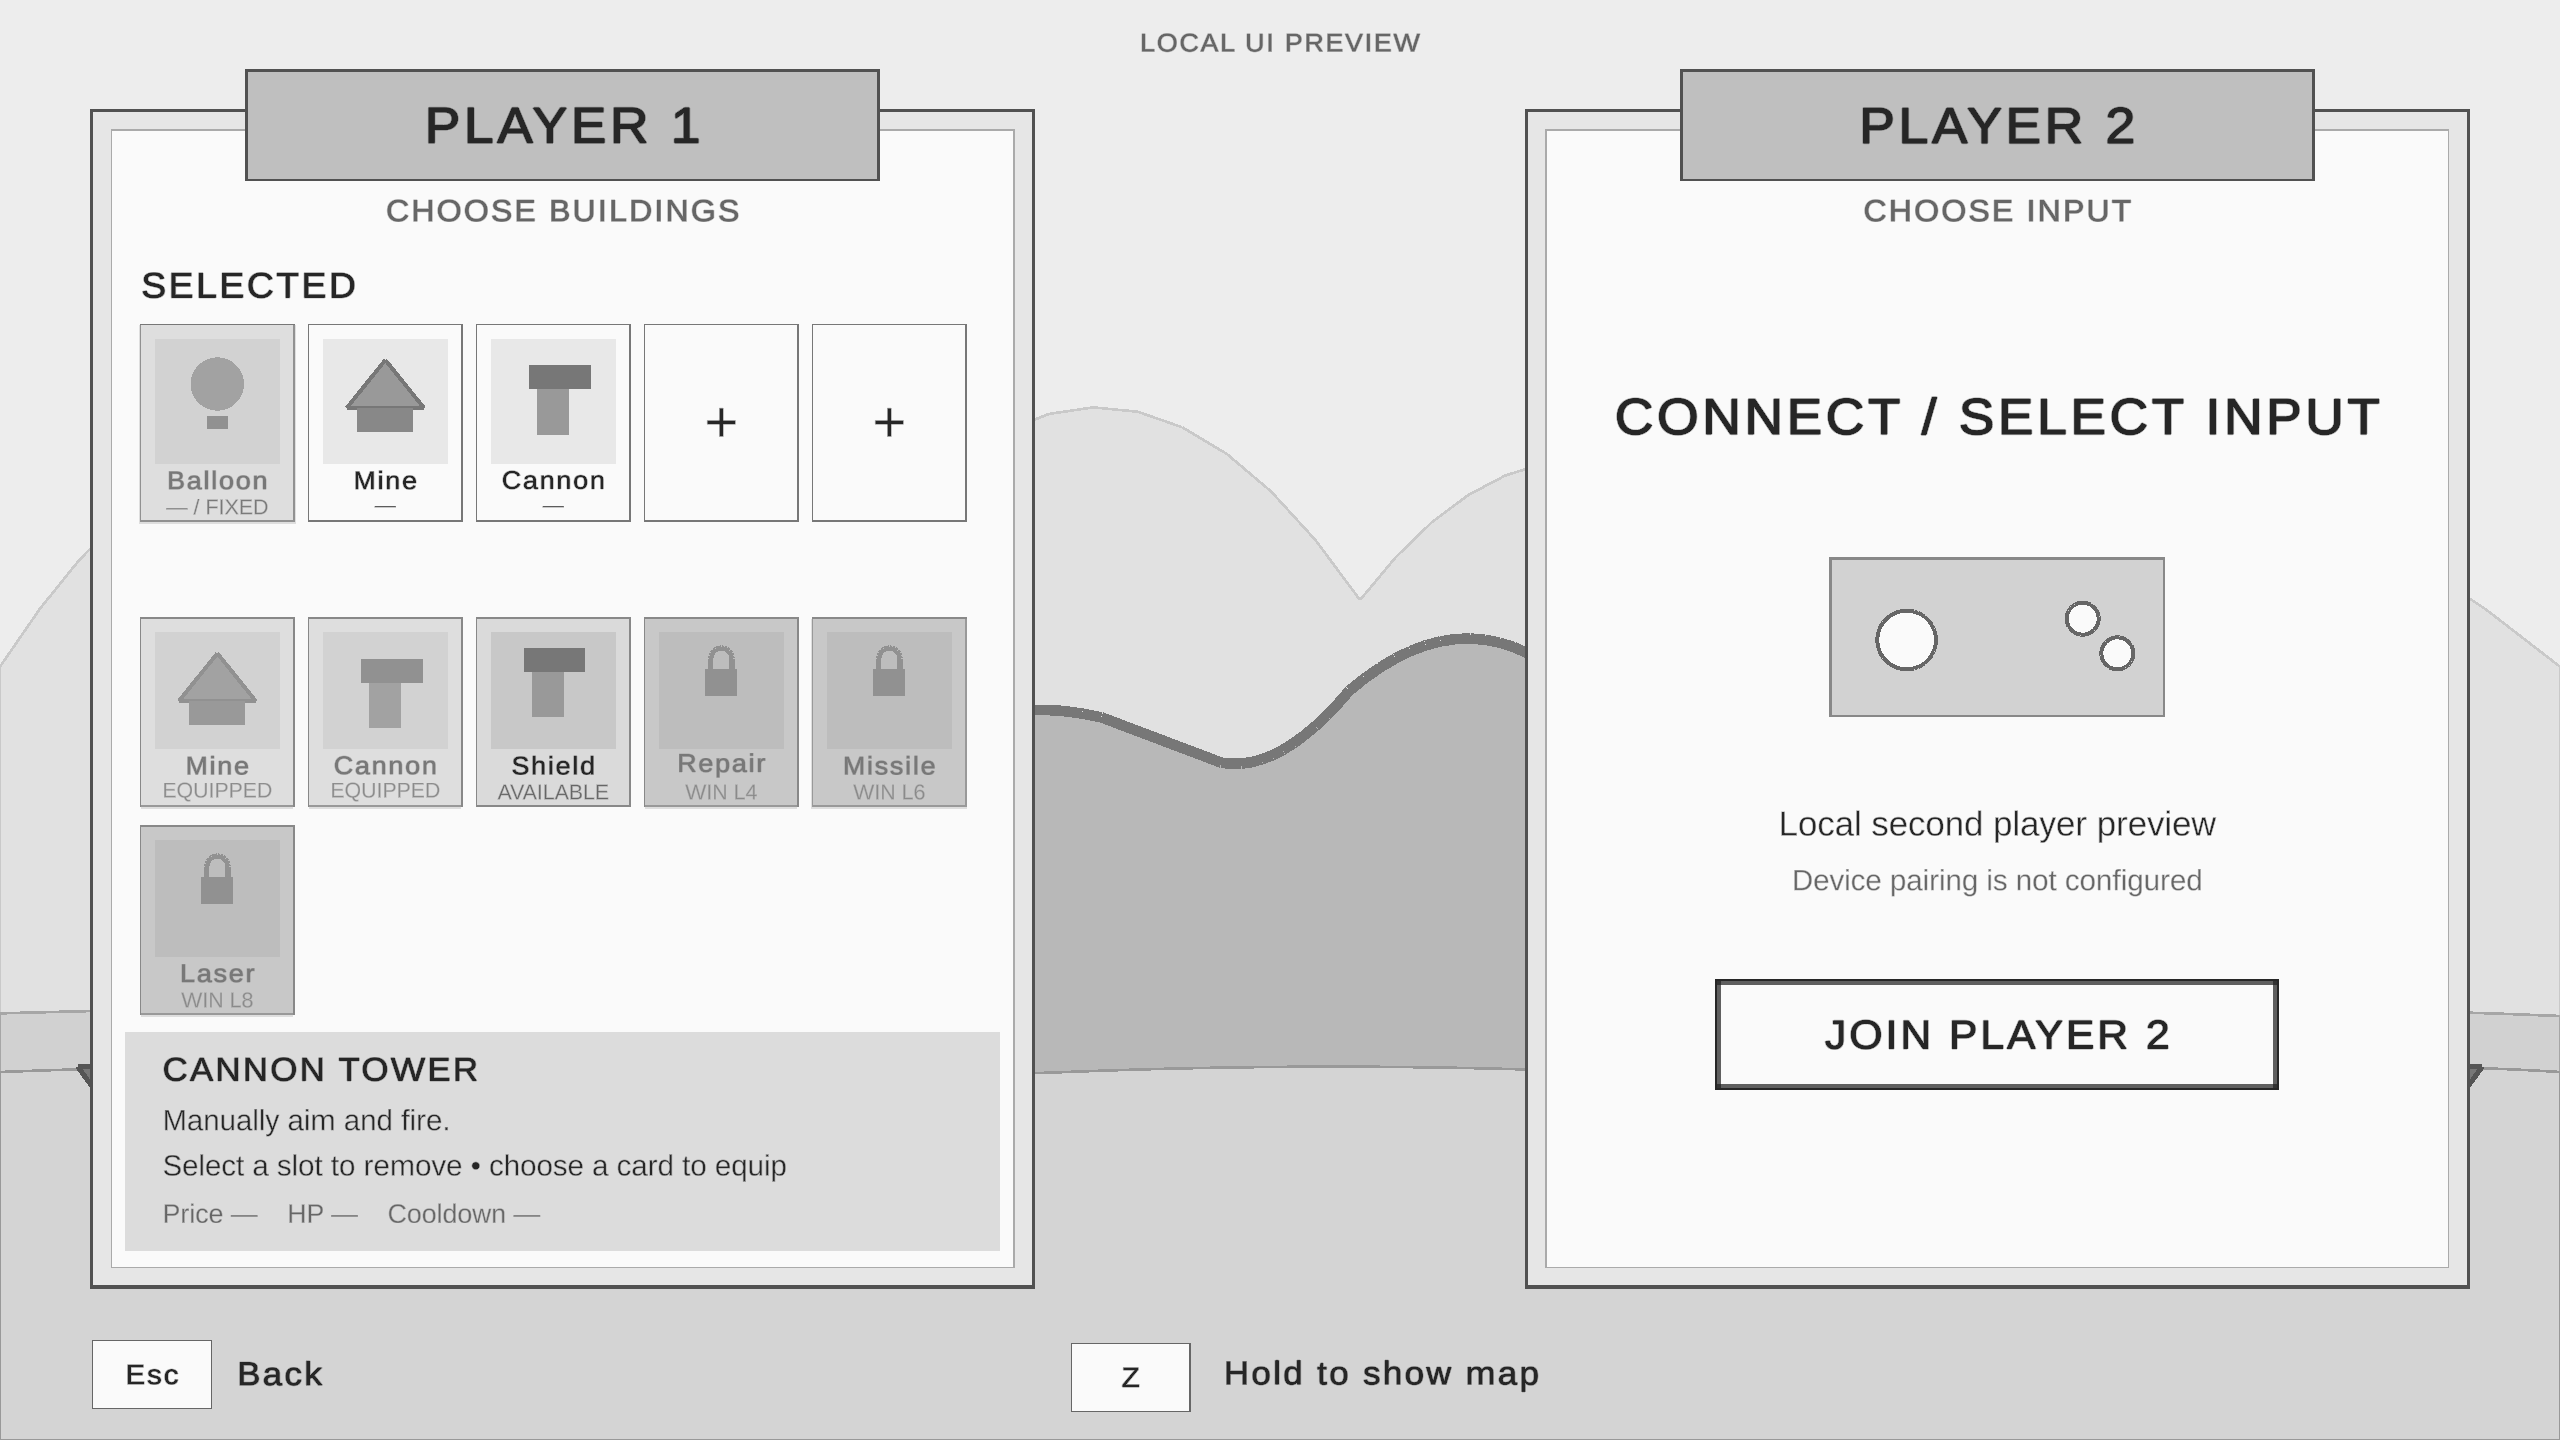 LOCAL UI PREVIEW
PLAYER 1
CHOOSE BUILDINGS
SELECTED
Balloon
— / FIXED
Mine
—
Cannon
—
+
+
Mine
EQUIPPED
Cannon
EQUIPPED
Shield
AVAILABLE
Repair
WIN L4
Missile
WIN L6
Laser
WIN L8
CANNON TOWER
Manually aim and fire.
Select a slot to remove • choose a card to equip
Price — HP — Cooldown —
PLAYER 2
CHOOSE INPUT
CONNECT / SELECT INPUT
Local second player preview
Device pairing is not configured
JOIN PLAYER 2
Esc Back
Z Hold to show map